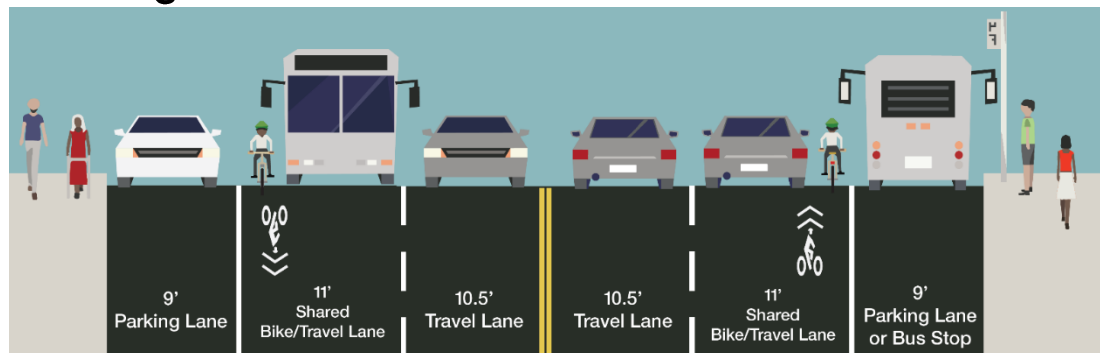 9'
Parking Lane
11'
Shared
Bike/Travel Lane
10.5'
Travel Lane
10.5'
Travel Lane
11'
Shared
Bike/Travel Lane
9'
Parking Lane
or Bus Stop